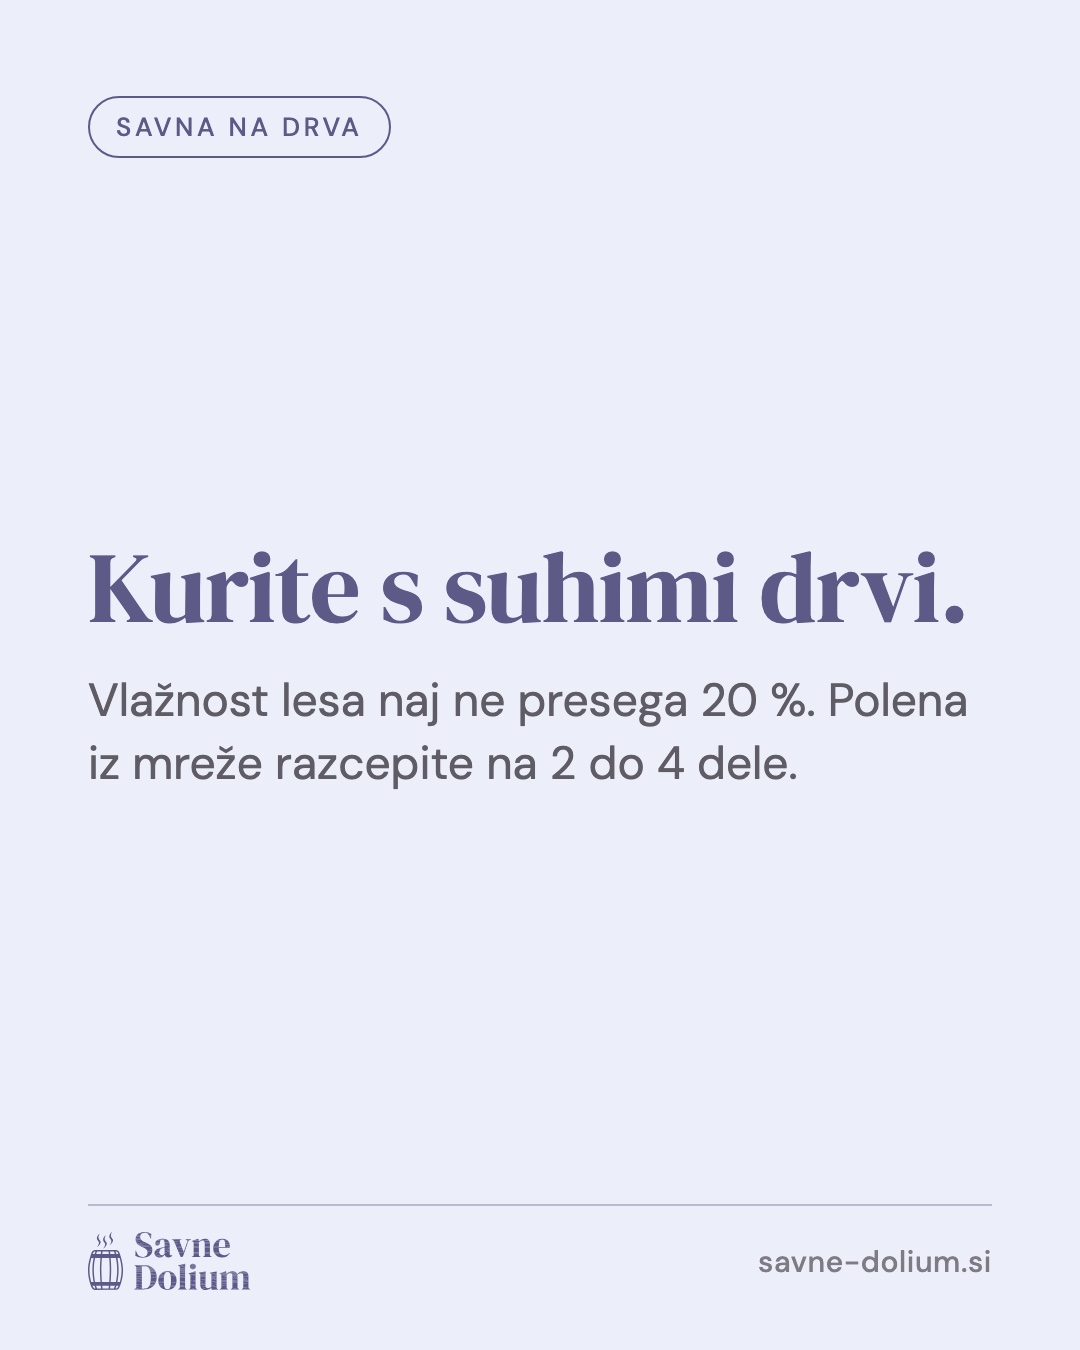 SAVNA NA DRVA
Kurite s suhimi drvi.
Vlažnost lesa naj ne presega 20 %. Polena
iz mreže razcepite na 2 do 4 dele.
Savne
Dolium
savne-dolium.si